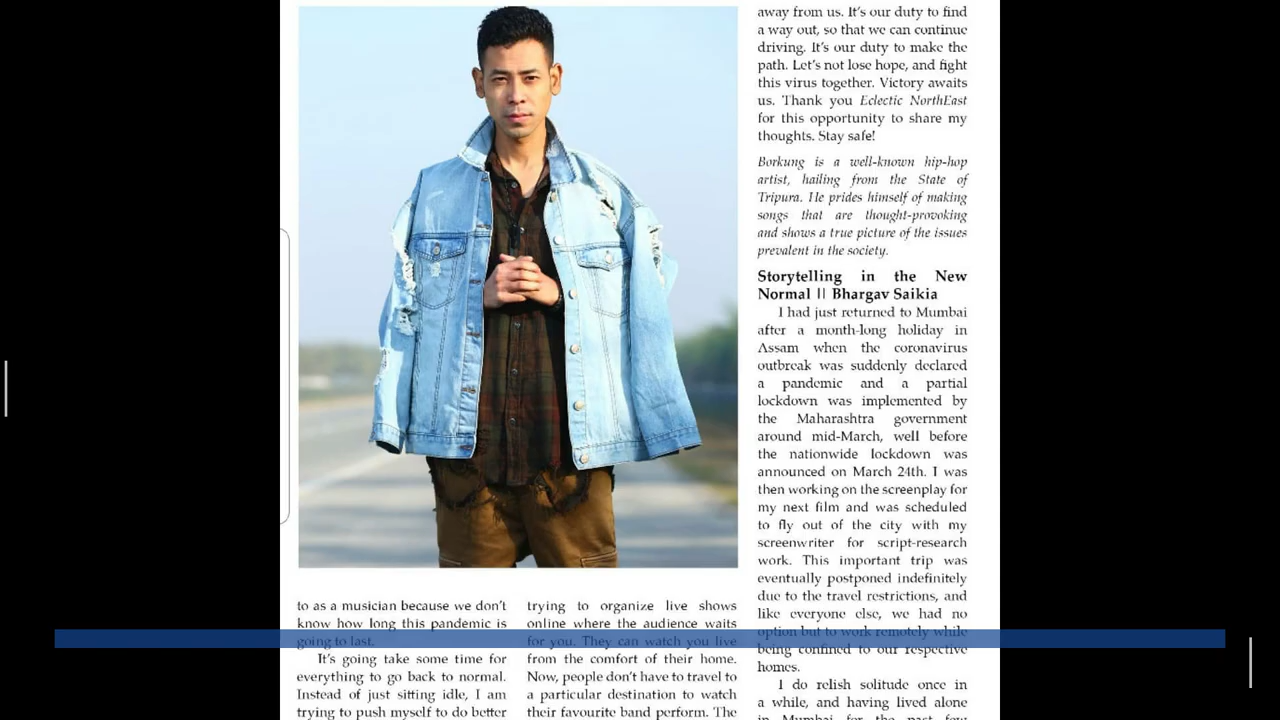 to as a musician because we don't
know how long this pandemic is
going to last.
It's going take some time for
everything to go back to normal.
Instead of just sitting idle, I am
trying to push myself to do better
trying to organize live shows
online where the audience waits
for you. They can watch you live
from the comfort of their home.
Now, people don't have to travel to
a particular destination to watch
their favourite band perform. The
away from us. It's our duty to find
a way out, so that we can continue
driving. It's our duty to make the
path. Let's not lose hope, and fight
this virus together. Victory awaits
us. Thank you Eclectic NorthEast
for this opportunity to share my
thoughts. Stay safe!
Borkung is a well-known hip-hop
artist, hailing from the State of
Tripura. He prides himself of making
songs that are thought-provoking
and shows a true picture of the issues
prevalent in the society.
Storytelling in the New
Normal || Bhargav Saikia
I had just returned to Mumbai
after a month-long holiday in
Assam when the coronavirus
outbreak was suddenly declared
a pandemic and a partial
lockdown was implemented by
the Maharashtra government
around mid-March, well before
the nationwide lockdown was
announced on March 24th. I was
then working on the screenplay for
my next film and was scheduled
to fly out of the city with my
screenwriter for script-research
work. This important trip was
eventually postponed indefinitely
due to the travel restrictions, and
like everyone else, we had no
option but to work remotely while
being confined to our respective
homes.
I do relish solitude once in
a while, and having lived alone
in Mumbai for the past few